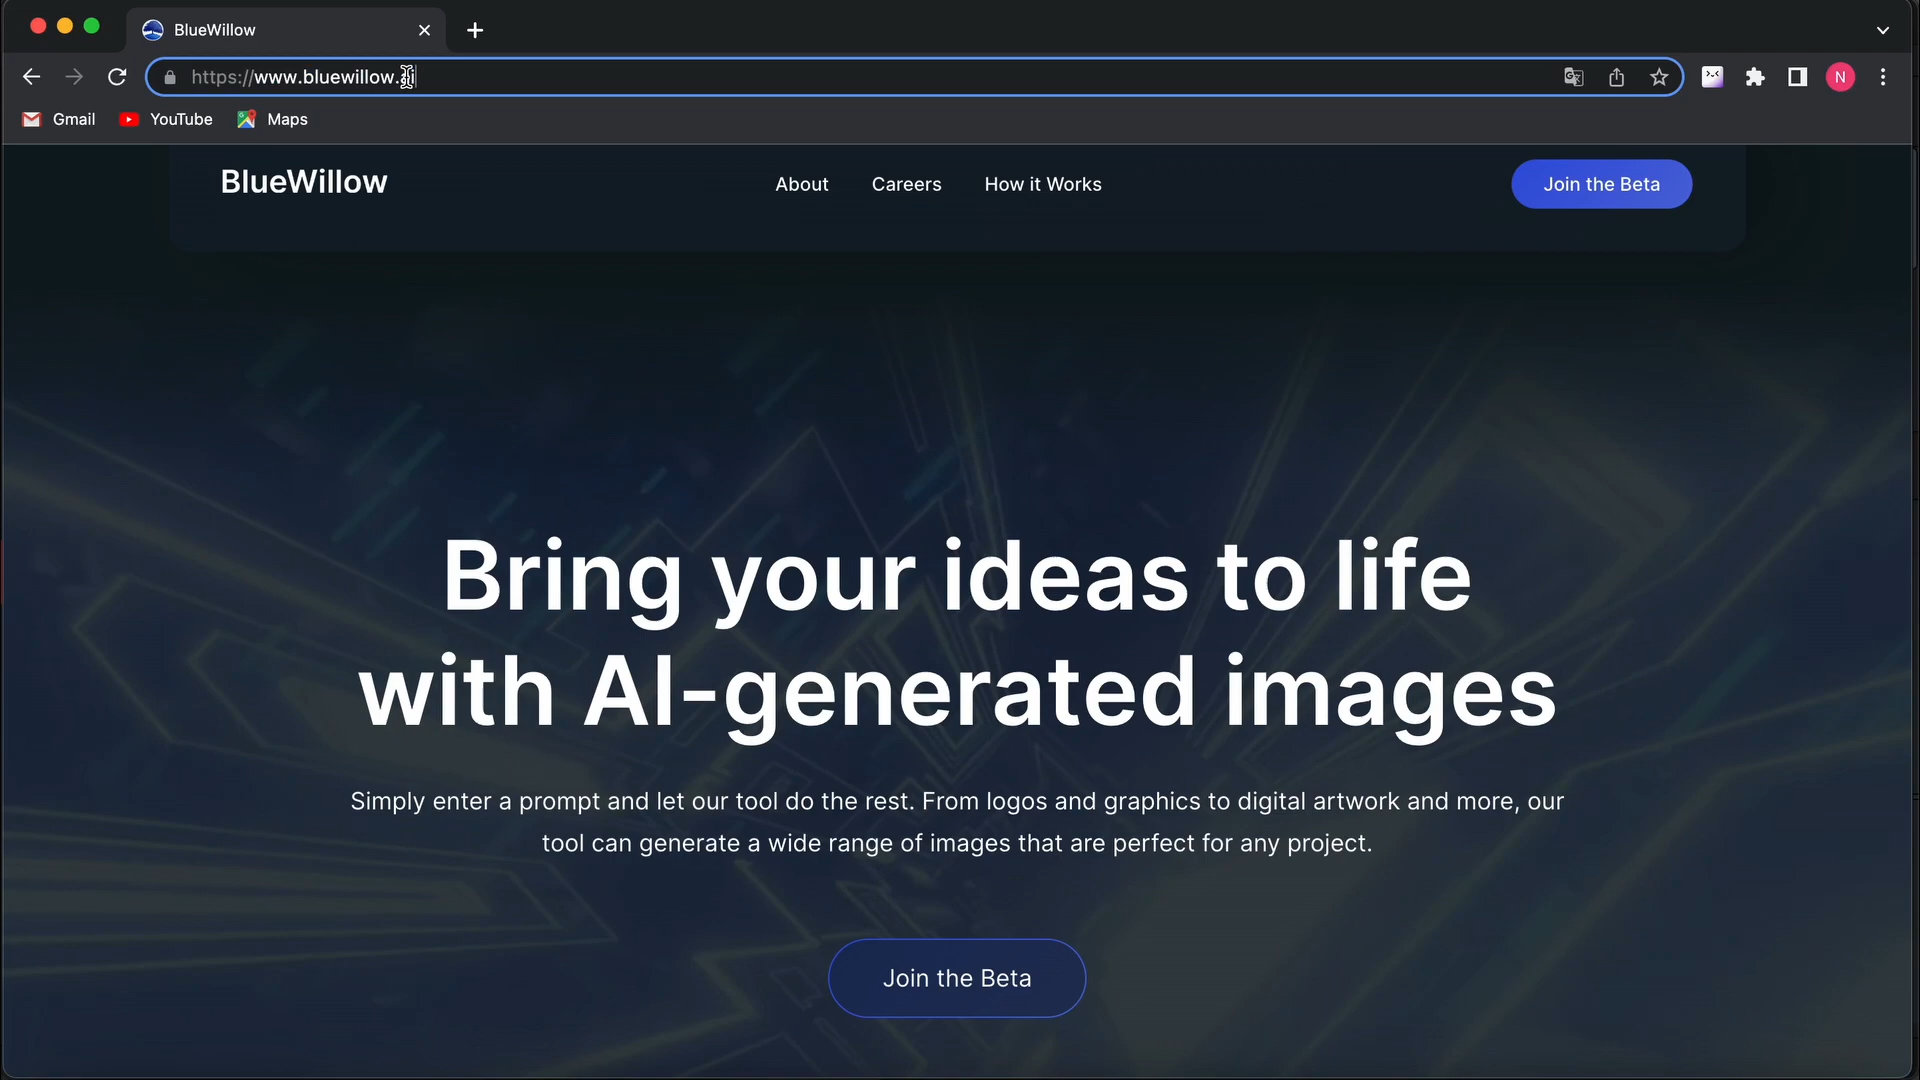 BlueWillow
https://www.bluewillow.ai
N
Gmail
YouTube
Maps
BlueWillow
About
Careers
How it Works
Join the Beta
Bring your ideas to life
with AI-generated images
Simply enter a prompt and let our tool do the rest. From logos and graphics to digital artwork and more, our
tool can generate a wide range of images that are perfect for any project.
Join the Beta